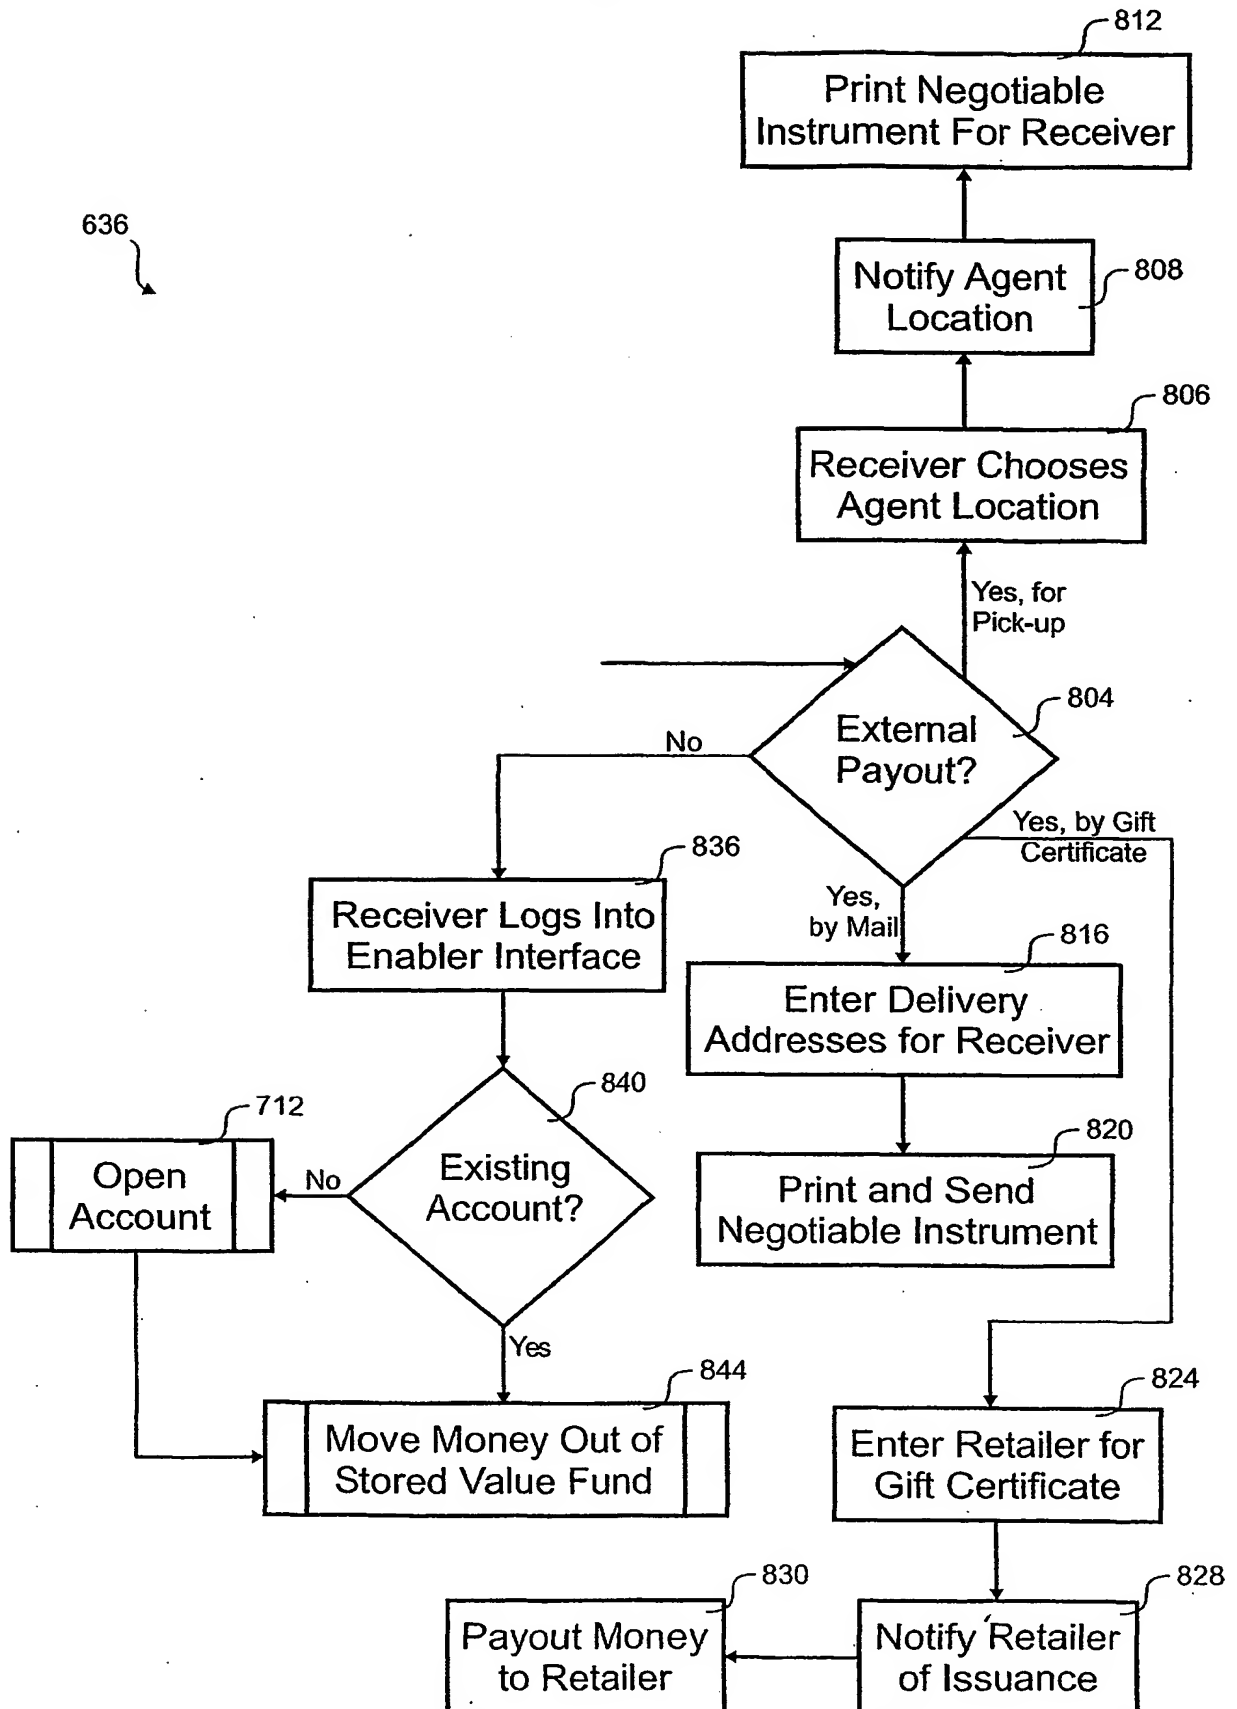 812
Print Negotiable
Instrument For Receiver
636
808
Notify Agent
Location
806
Receiver Chooses
Agent Location
Yes, for
Pick-up
804
External
Payout?
No
Yes, by Gift
Certificate
836
Receiver Logs Into
Enabler Interface
Yes,
by Mail
816
Enter Delivery
Addresses for Receiver
840
Existing
Account?
712
Open
Account
No
820
Print and Send
Negotiable Instrument
Yes
844
Move Money Out of
Stored Value Fund
824
Enter Retailer for
Gift Certificate
830
Payout Money
to Retailer
828
Notify Retailer
of Issuance